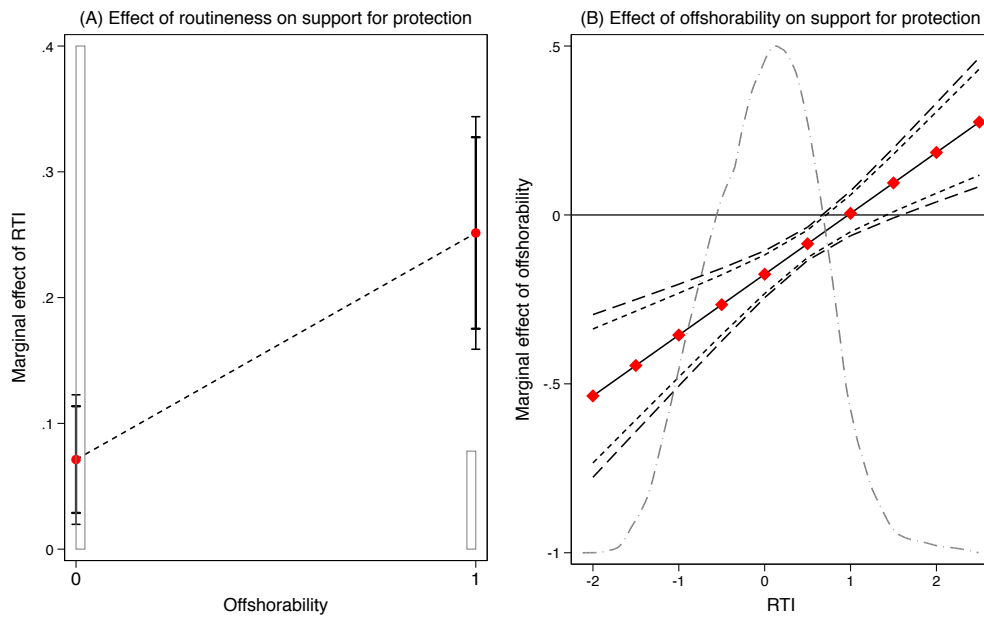 (A) Effect of routineness on support for protection
.4
.3
.2
.1
0
Marginal effect of RTI
0
1
Offshorability
(B) Effect of offshorability on support for protection
.5
0
-.5
-1
Marginal effect of offshorability
-2
-1
0
1
2
RTI